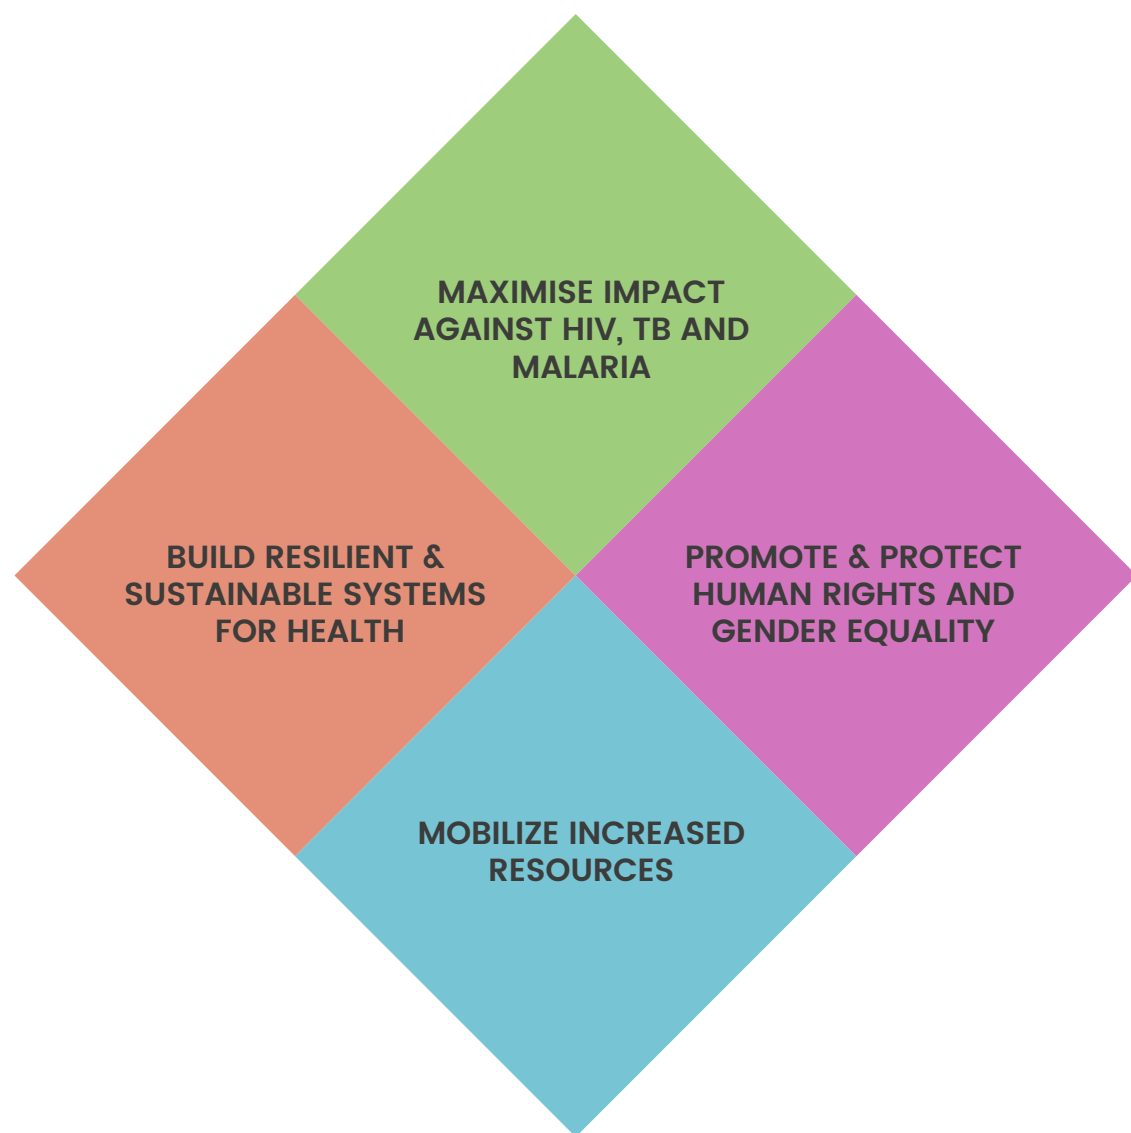 MAXIMISE IMPACT
AGAINST HIV, TB AND
MALARIA
BUILD RESILIENT &
SUSTAINABLE SYSTEMS
FOR HEALTH
PROMOTE & PROTECT
HUMAN RIGHTS AND
GENDER EQUALITY
MOBILIZE INCREASED
RESOURCES